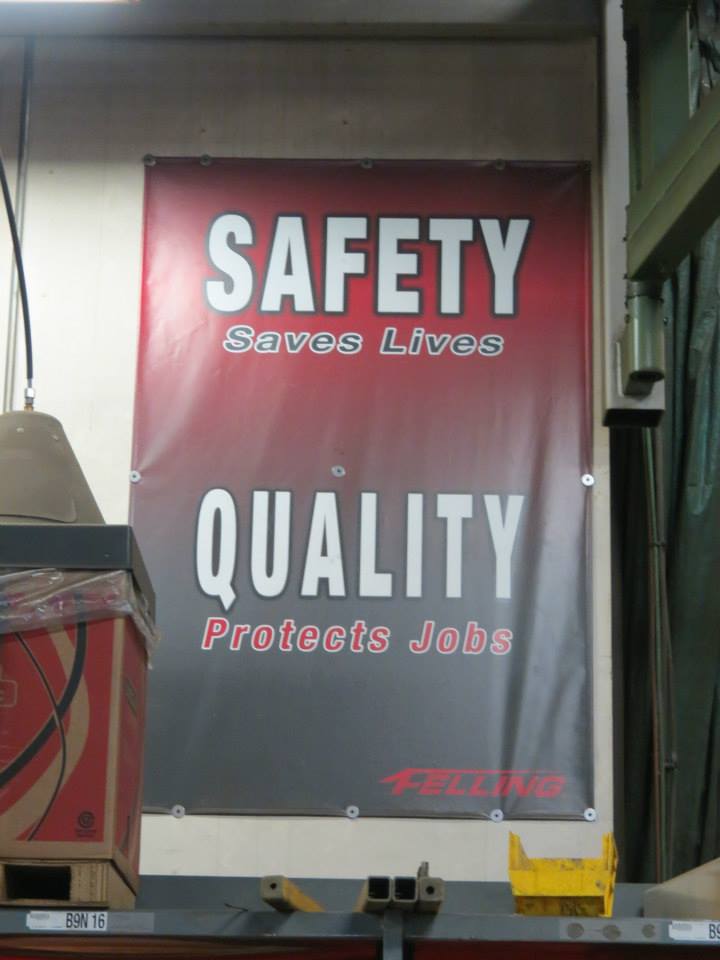 SAFETY
Saves Lives
QUALITY
Protects Jobs
FELLING
B9N 16